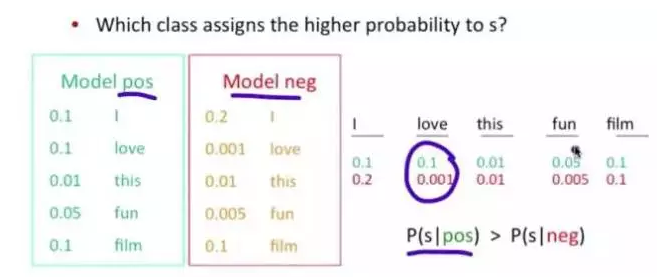 • Which class assigns the higher probability to s?
Model pos
0.1 I
0.1 love
0.01 this
0.05 fun
0.1 film
Model neg
0.2 I
0.001 love
0.01 this
0.005 fun
0.1 film
I love this fun film
0.1 0.1 0.01 0.05 0.1
0.2 0.001 0.01 0.005 0.1
P(s|pos) > P(s|neg)